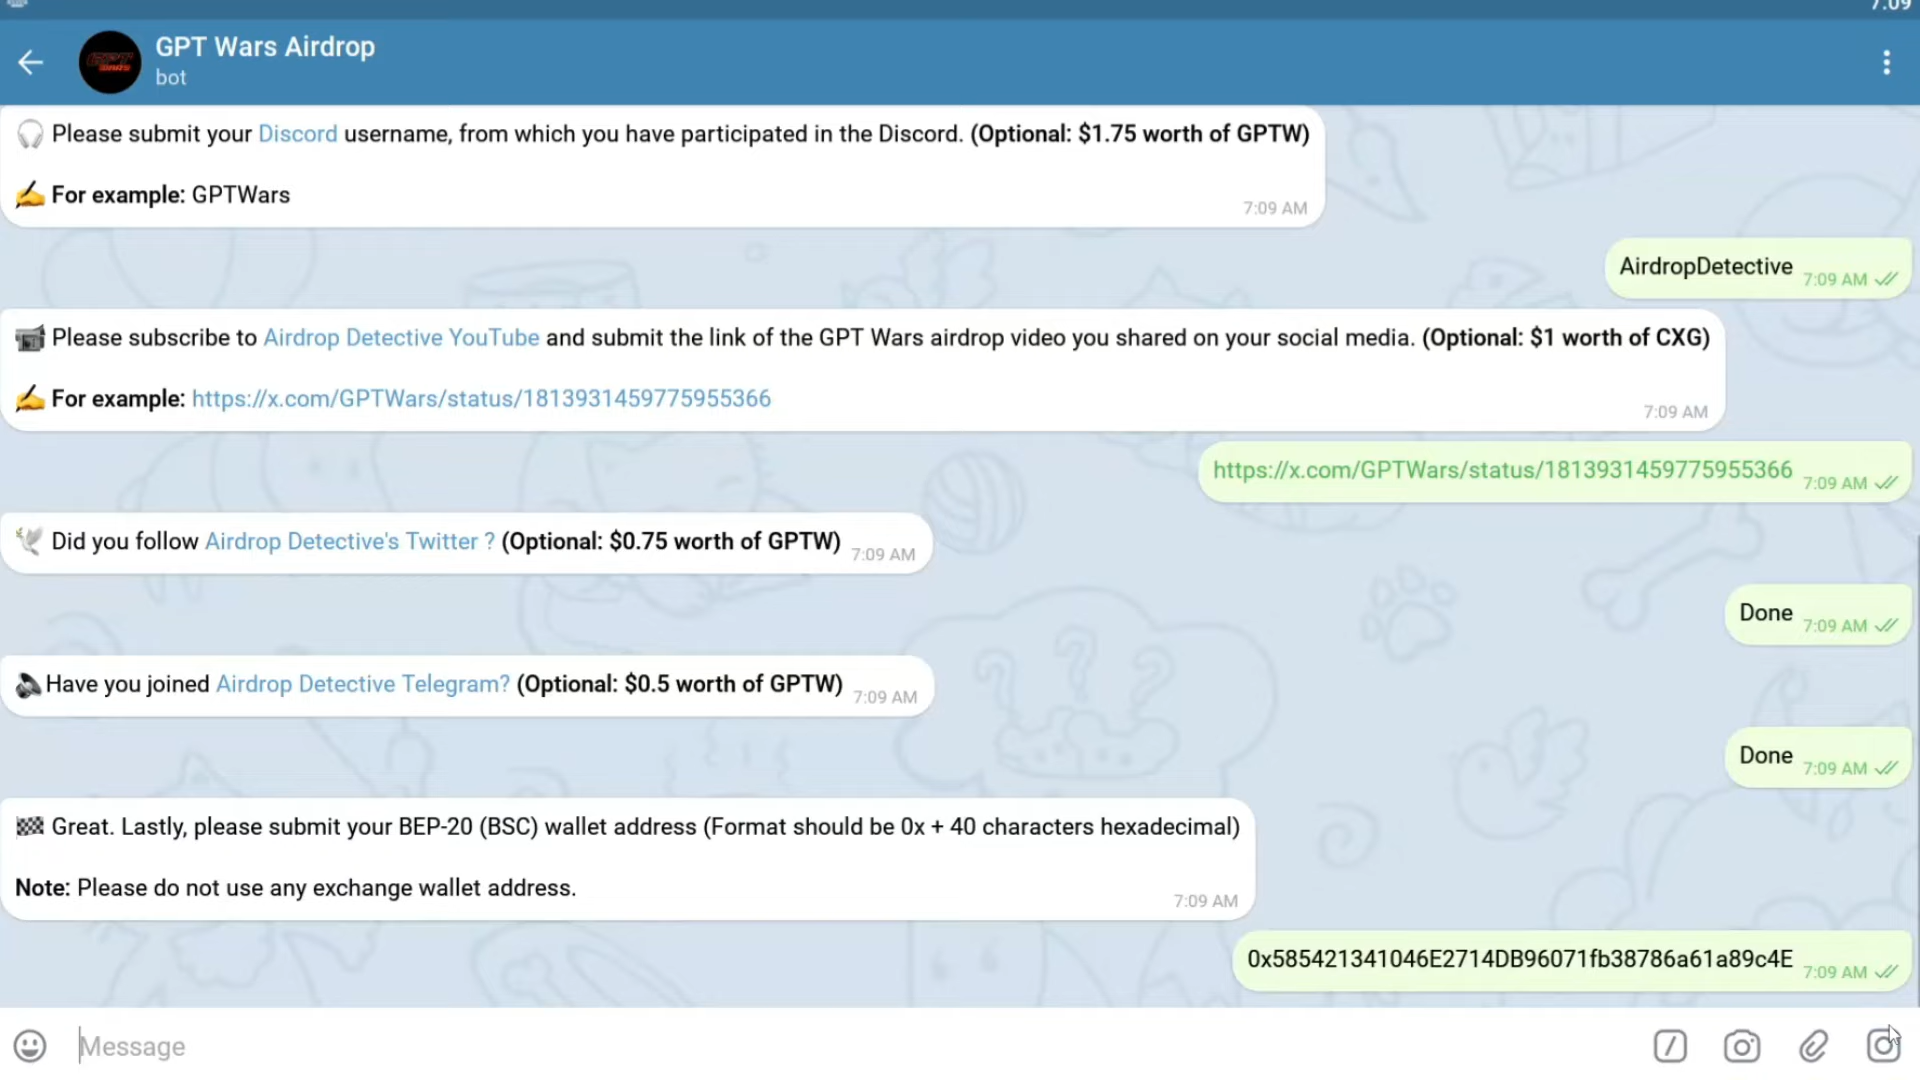 7:09
GPT Wars Airdrop
bot
Please submit your Discord username, from which you have participated in the Discord. (Optional: $1.75 worth of GPTW)
For example: GPTWars
7:09 AM
AirdropDetective 7:09 AM
Please subscribe to Airdrop Detective YouTube and submit the link of the GPT Wars airdrop video you shared on your social media. (Optional: $1 worth of CXG)
For example: https://x.com/GPTWars/status/1813931459775955366
7:09 AM
https://x.com/GPTWars/status/1813931459775955366 7:09 AM
Did you follow Airdrop Detective's Twitter ? (Optional: $0.75 worth of GPTW) 7:09 AM
Done 7:09 AM
Have you joined Airdrop Detective Telegram? (Optional: $0.5 worth of GPTW) 7:09 AM
Done 7:09 AM
Great. Lastly, please submit your BEP-20 (BSC) wallet address (Format should be 0x + 40 characters hexadecimal)
Note: Please do not use any exchange wallet address.
7:09 AM
0x585421341046E2714DB96071fb38786a61a89c4E 7:09 AM
Message